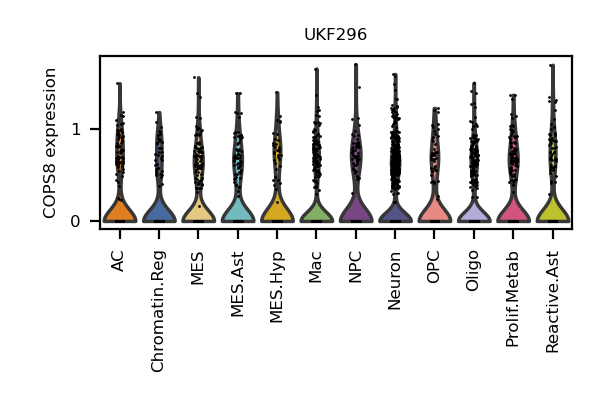 UKF296
COPS8 expression
1
0
AC
Chromatin.Reg
MES
MES.Ast
MES.Hyp
Mac
NPC
Neuron
OPC
Oligo
Prolif.Metab
Reactive.Ast